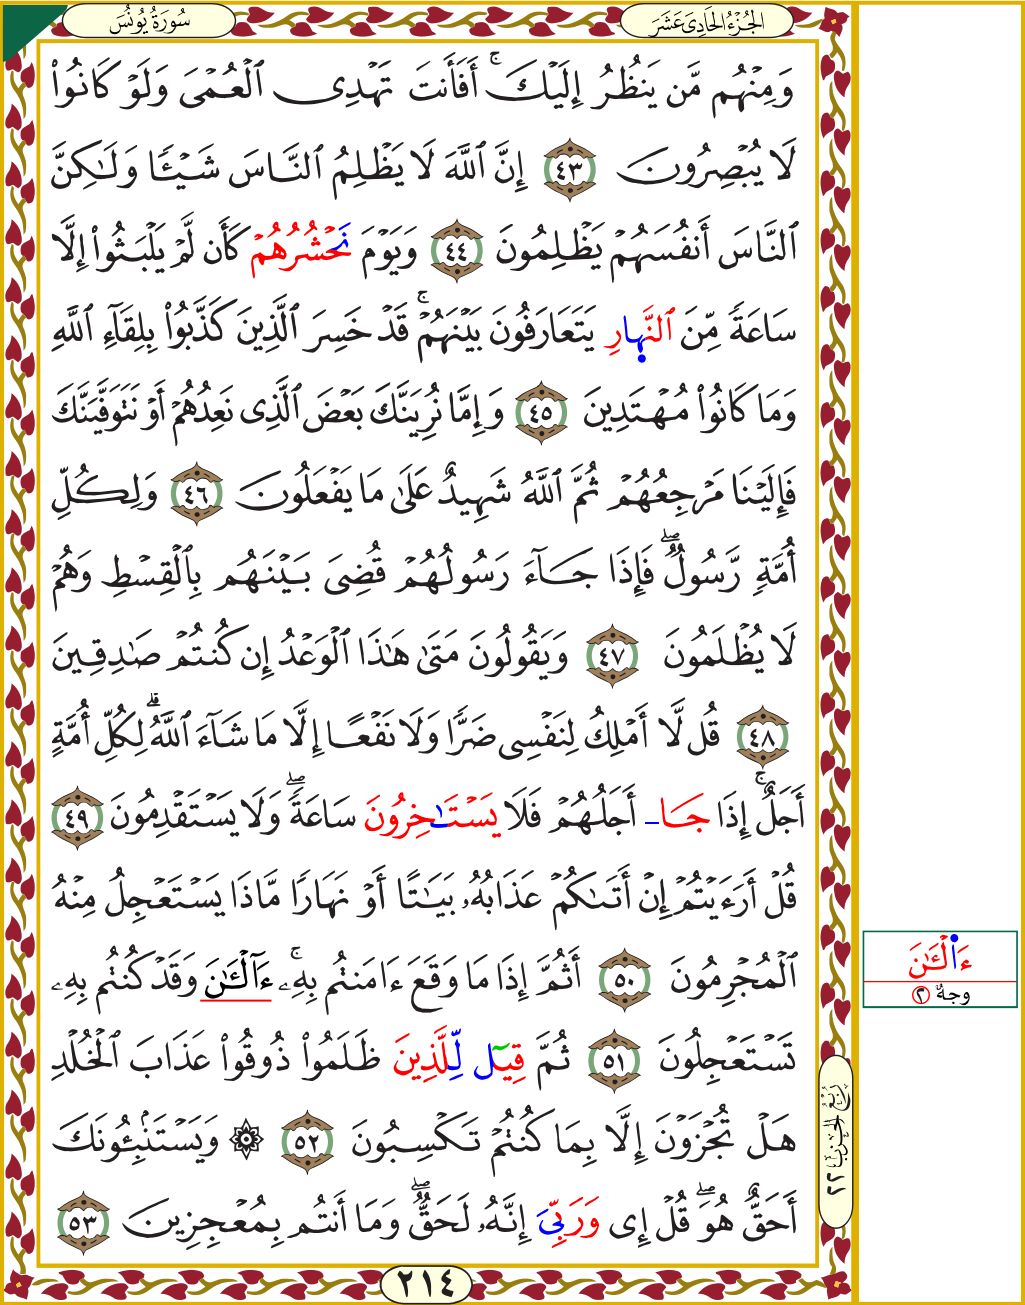 سُورَةُ يُونُسَ
الجُزْءُ الحَادِىَ عَشَرَ
وَمِنْهُم مَّن يَنظُرُ إِلَيْكَ ۚ أَفَأَنتَ تَهْدِى ٱلْعُمْىَ وَلَوْ كَانُوا۟
لَا يُبْصِرُونَ ٤٣ إِنَّ ٱللَّهَ لَا يَظْلِمُ ٱلنَّاسَ شَيْـًٔا وَلَـٰكِنَّ
ٱلنَّاسَ أَنفُسَهُمْ يَظْلِمُونَ ٤٤ وَيَوْمَ نَحْشُرُهُمْ كَأَن لَّمْ يَلْبَثُوٓا۟ إِلَّا
سَاعَةً مِّنَ ٱلنَّهارِ يَتَعَارَفُونَ بَيْنَهُمْ ۚ قَدْ خَسِرَ ٱلَّذِينَ كَذَّبُوا۟ بِلِقَآءِ ٱللَّهِ
وَمَا كَانُوا۟ مُهْتَدِينَ ٤٥ وَإِمَّا نُرِيَنَّكَ بَعْضَ ٱلَّذِى نَعِدُهُمْ أَوْ نَتَوَفَّيَنَّكَ
فَإِلَيْنَا مَرْجِعُهُمْ ثُمَّ ٱللَّهُ شَهِيدٌ عَلَىٰ مَا يَفْعَلُونَ ٤٦ وَلِكُلِّ
أُمَّةٍ رَّسُولٌ ۖ فَإِذَا جَآءَ رَسُولُهُمْ قُضِىَ بَيْنَهُم بِٱلْقِسْطِ وَهُمْ
لَا يُظْلَمُونَ ٤٧ وَيَقُولُونَ مَتَىٰ هَـٰذَا ٱلْوَعْدُ إِن كُنتُمْ صَـٰدِقِينَ
٤٨ قُل لَّآ أَمْلِكُ لِنَفْسِى ضَرًّا وَلَا نَفْعًا إِلَّا مَا شَآءَ ٱللَّهُ ۗ لِكُلِّ أُمَّةٍ
أَجَلٌ ۚ إِذَا جَا أَجَلُهُمْ فَلَا يَسْتَـٰخِرُونَ سَاعَةً ۖ وَلَا يَسْتَقْدِمُونَ ٤٩
قُلْ أَرَءَيْتُمْ إِنْ أَتَىٰكُمْ عَذَابُهُۥ بَيَـٰتًا أَوْ نَهَارًا مَّاذَا يَسْتَعْجِلُ مِنْهُ
ٱلْمُجْرِمُونَ ٥٠ أَثُمَّ إِذَا مَا وَقَعَ ءَامَنتُم بِهِۦٓ ۚ ءَآلْـَٔـٰنَ وَقَدْ كُنتُم بِهِۦ
تَسْتَعْجِلُونَ ٥١ ثُمَّ قِيل لِّلَّذِينَ ظَلَمُوا۟ ذُوقُوا۟ عَذَابَ ٱلْخُلْدِ
هَلْ تُجْزَوْنَ إِلَّا بِمَا كُنتُمْ تَكْسِبُونَ ٥٢ ۞ وَيَسْتَنۢبِـُٔونَكَ
أَحَقٌّ هُوَ ۖ قُلْ إِى وَرَبِّىَ إِنَّهُۥ لَحَقٌّ ۖ وَمَآ أَنتُم بِمُعْجِزِينَ ٥٣
٢١٤
ءَاْلْـَٔـٰنَ
وجهٌ ٢
رُبْعُ الحِزْبِ ٢٢